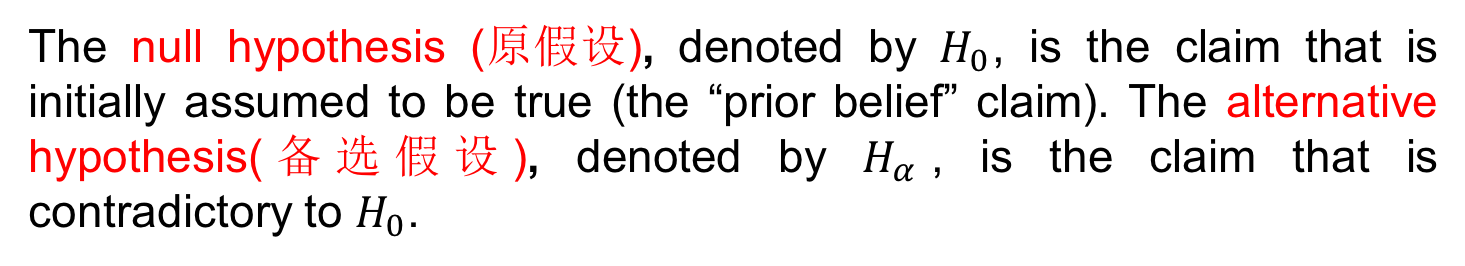 The null hypothesis (原假设), denoted by H₀, is the claim that is
initially assumed to be true (the “prior belief” claim). The alternative
hypothesis( 备 选 假 设 ), denoted by Hα , is the claim that is
contradictory to H₀.